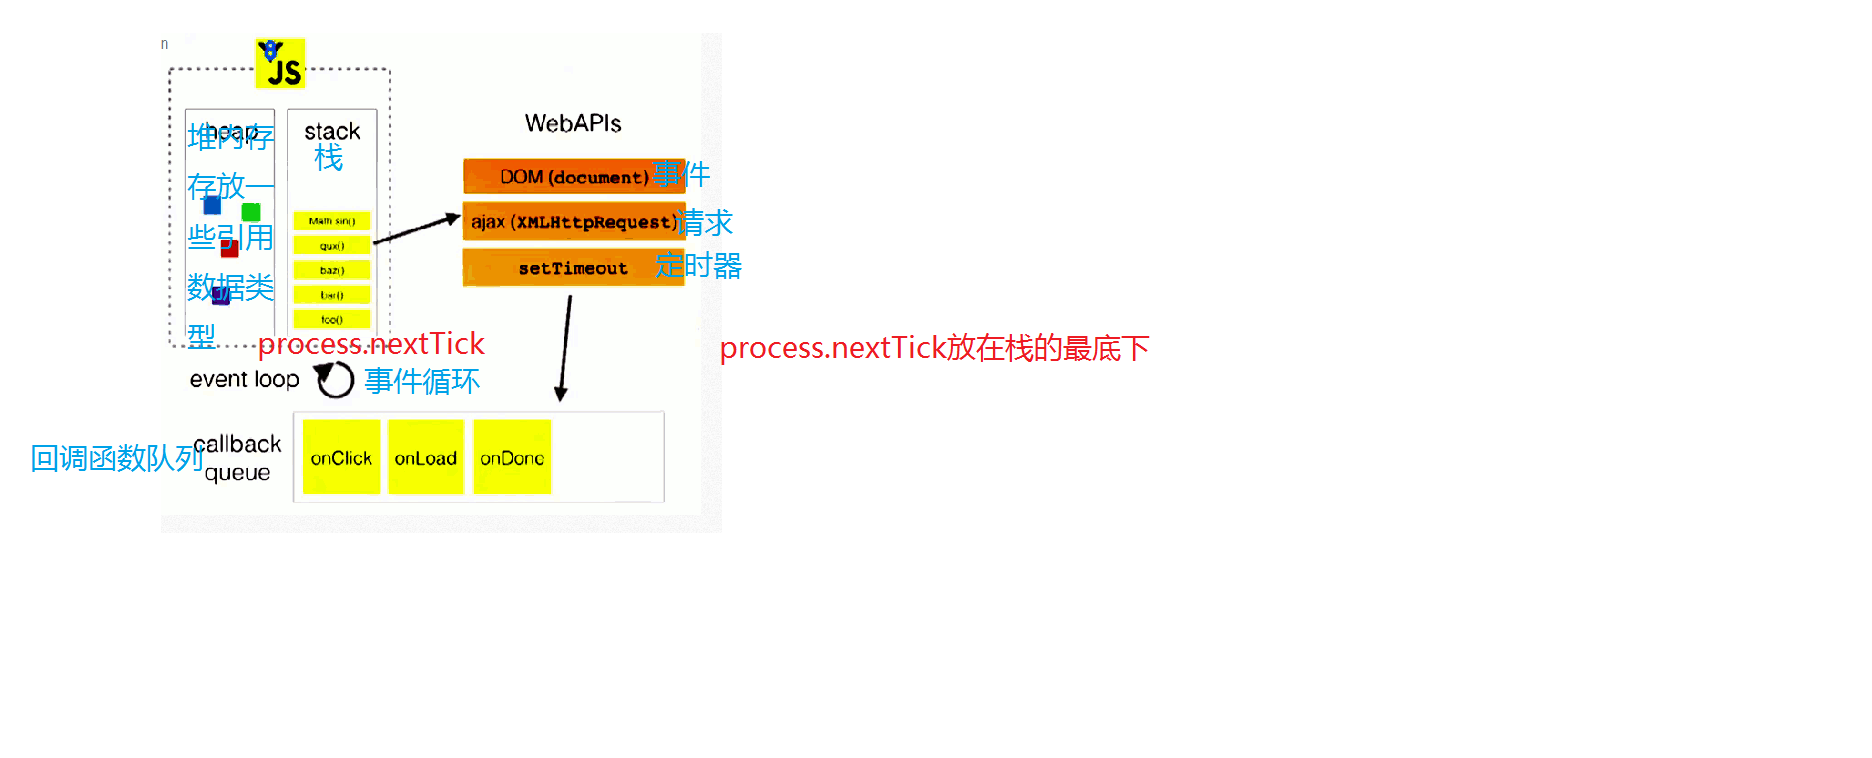 n
JS
heap
堆内存
存放一
些引用
数据类
型
stack
栈
Math.sin()
qux()
baz()
bar()
foo()
process.nextTick
WebAPIs
DOM (document)
事件
ajax (XMLHttpRequest)
请求
setTimeout
定时器
process.nextTick放在栈的最底下
event loop
事件循环
回调函数队列
callback
queue
onClick
onLoad
onDone